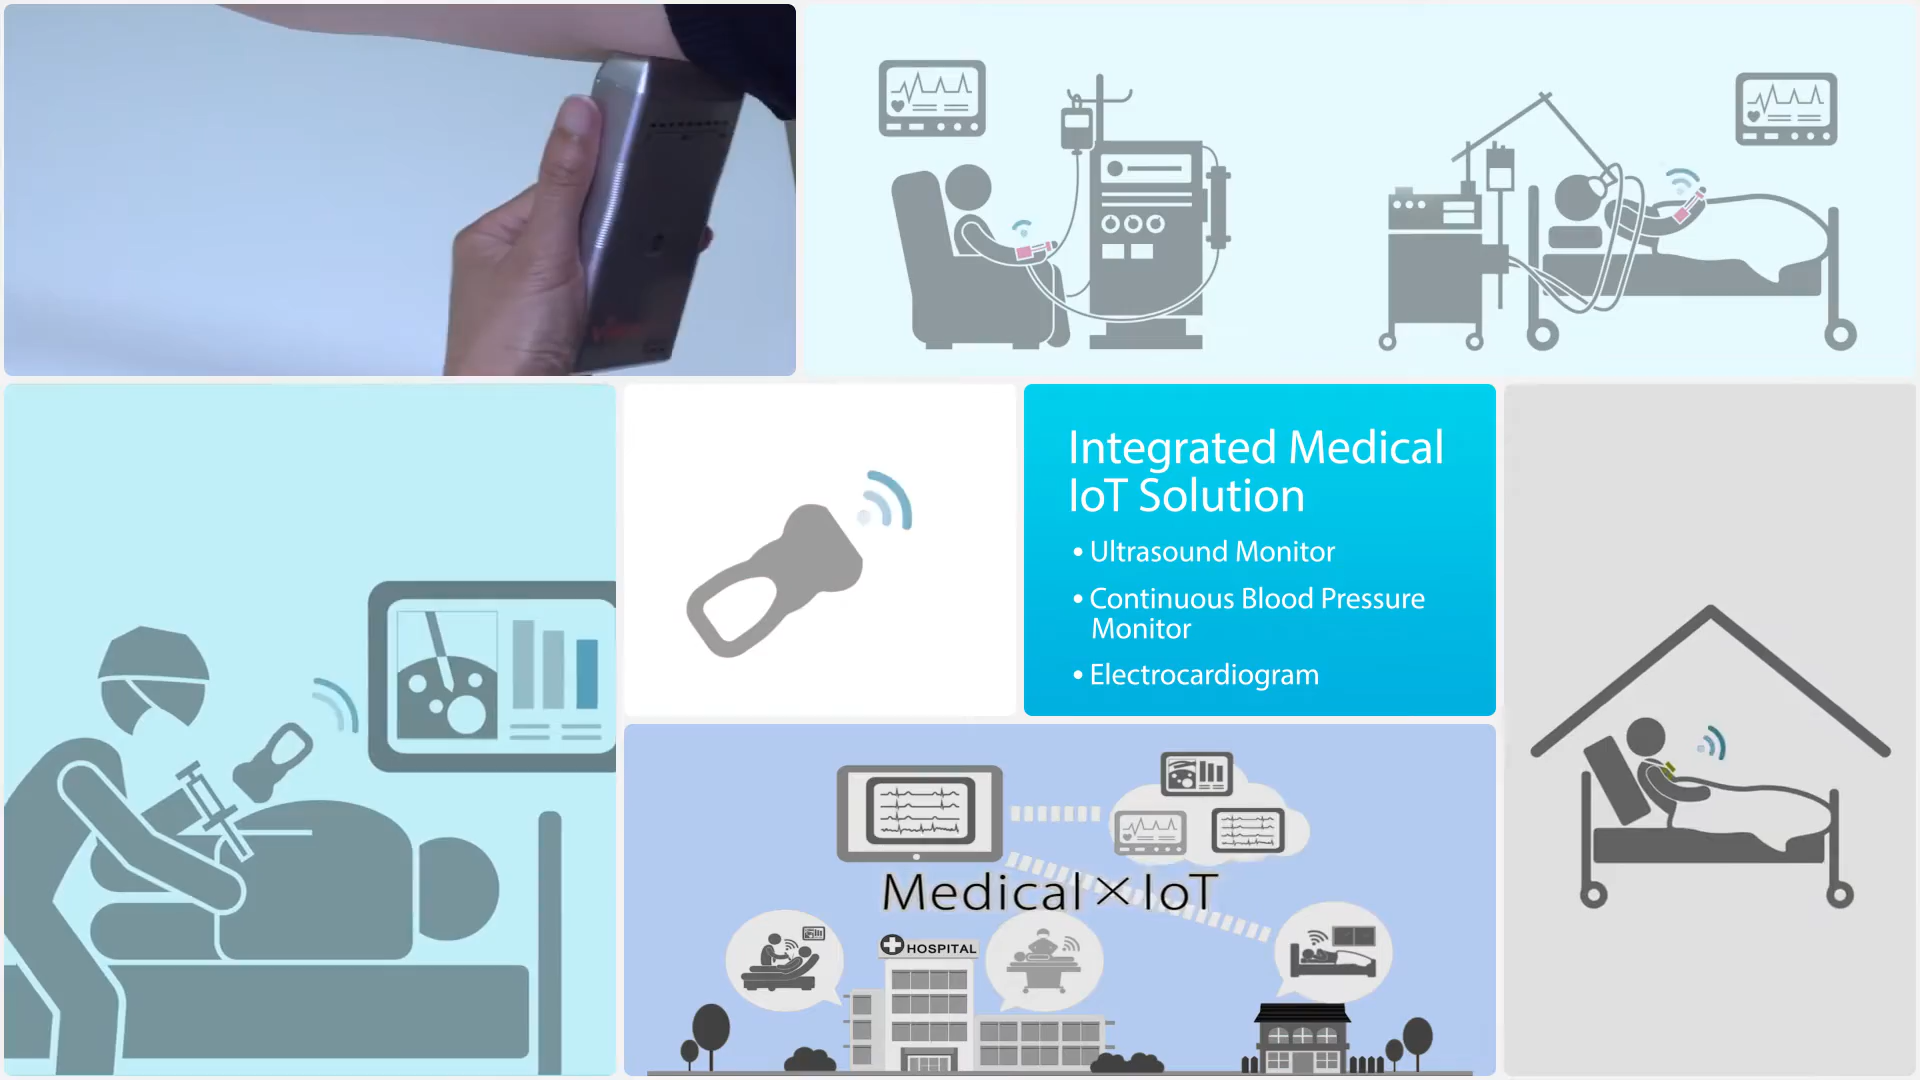 Integrated Medical
IoT Solution
• Ultrasound Monitor
• Continuous Blood Pressure
Monitor
• Electrocardiogram
Medical×IoT
HOSPITAL